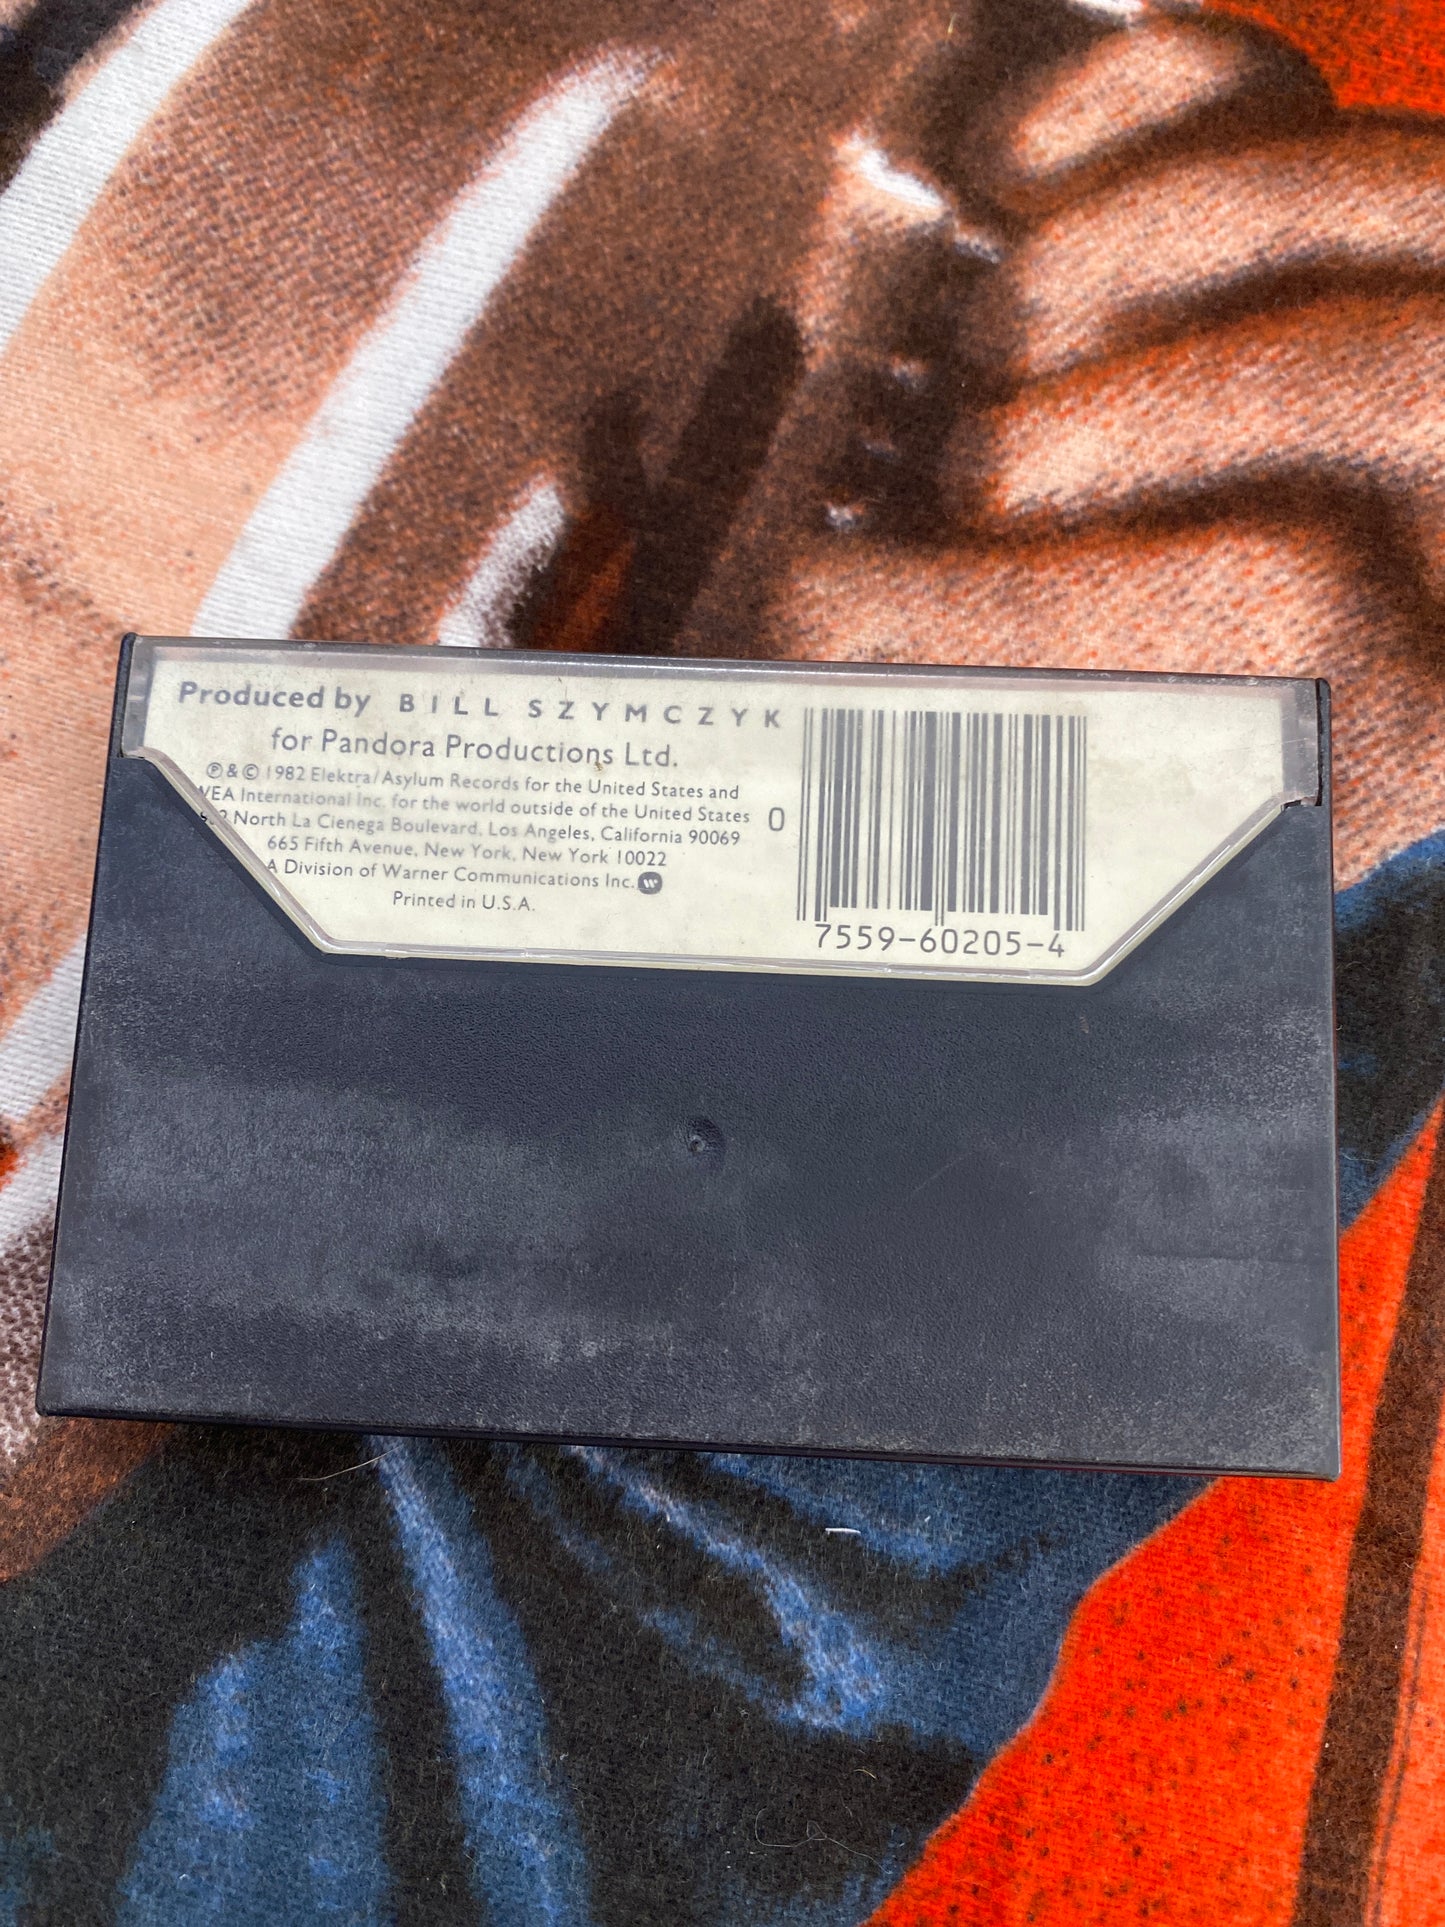 Produced by BILL SZYMCZYK
for Pandora Productions Ltd.
℗ & © 1982 Elektra/Asylum Records for the United States and
WEA International Inc. for the world outside of the United States
North La Cienega Boulevard, Los Angeles, California 90069
665 Fifth Avenue, New York, New York 10022
A Division of Warner Communications Inc.
Printed in U.S.A.
0
7559-60205-4